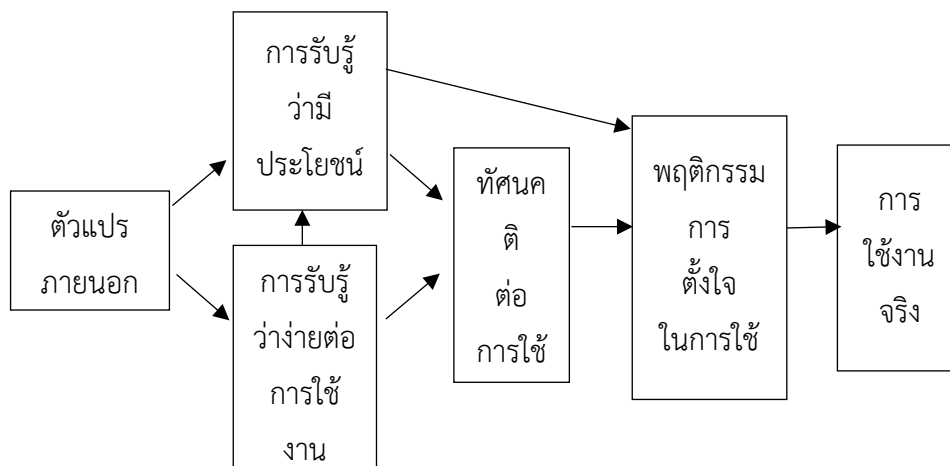 ตัวแปร
ภายนอก
การรับรู้
ว่ามี
ประโยชน์
การรับรู้
ว่าง่ายต่อ
การใช้
งาน
ทัศนค
ติ
ต่อ
การใช้
พฤติกรรม
การ
ตั้งใจ
ในการใช้
การ
ใช้งาน
จริง